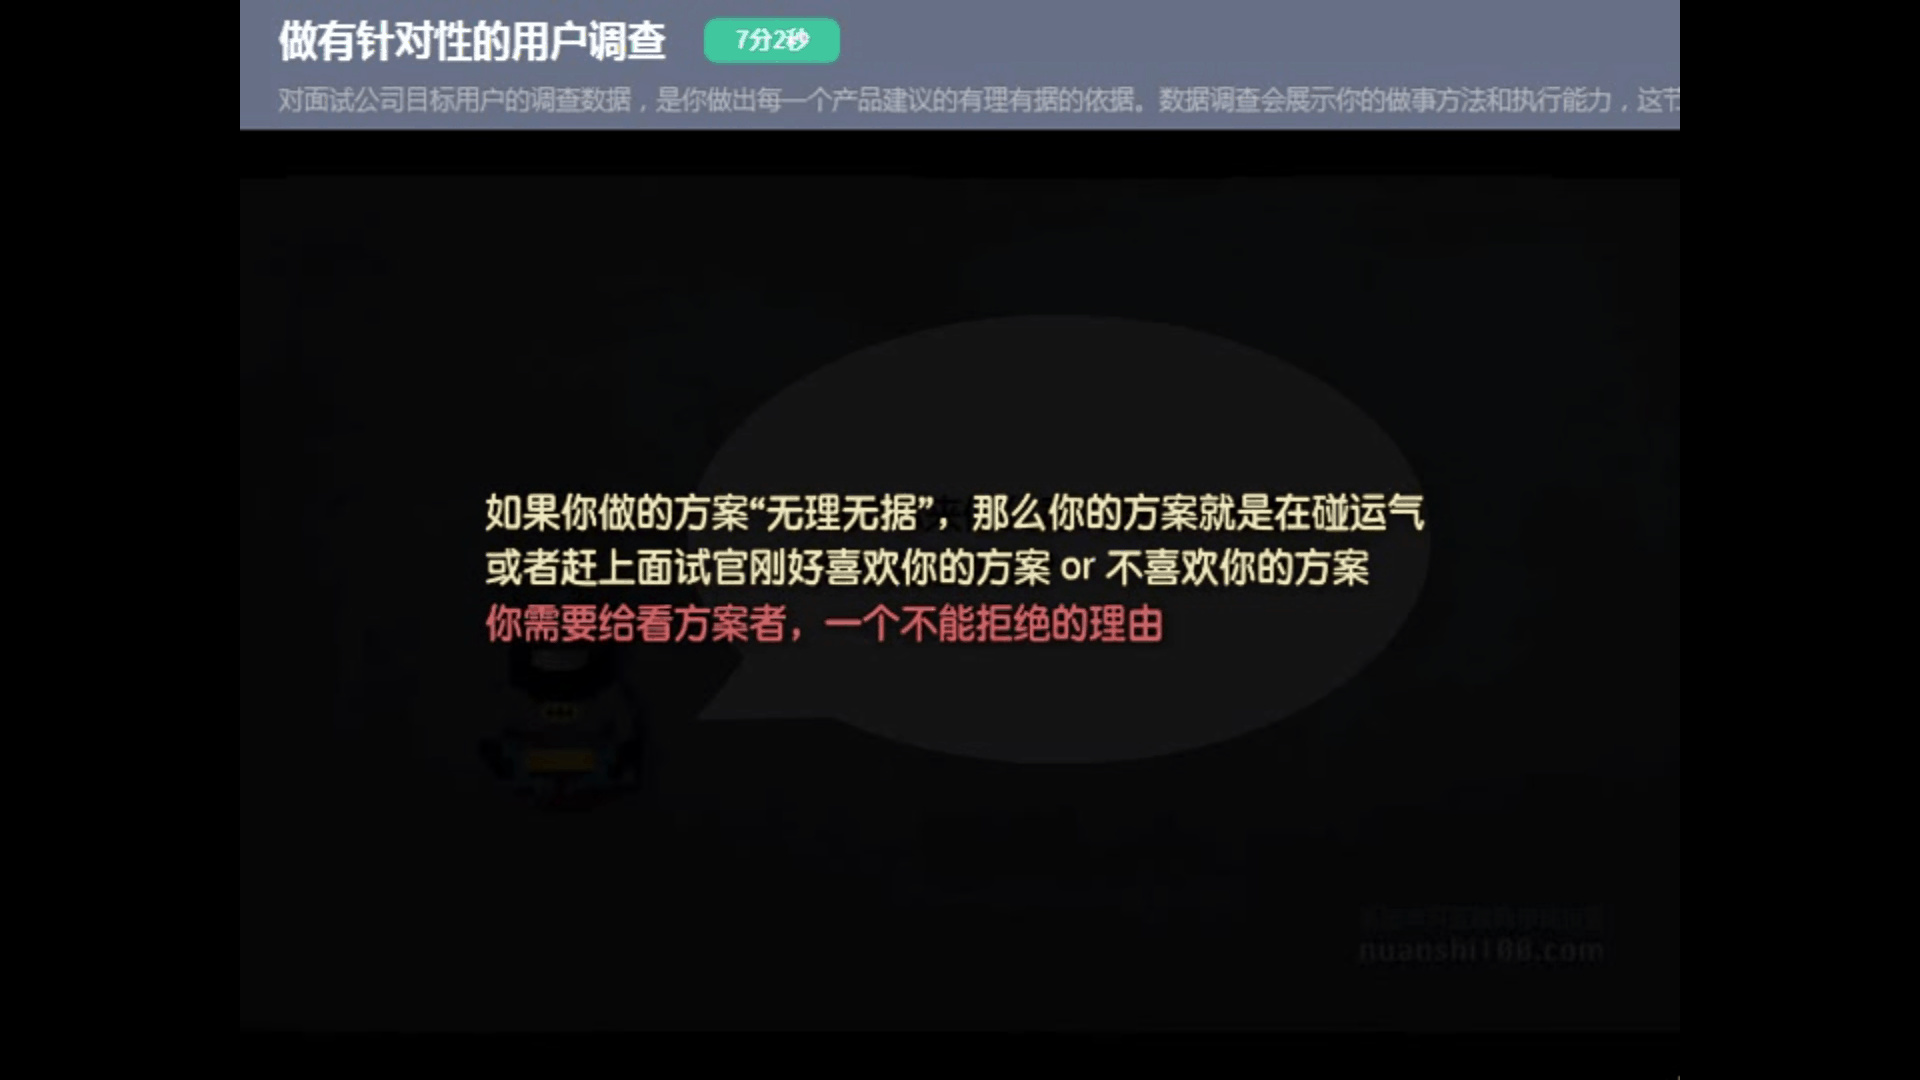 做有针对性的用户调查
7分2秒
对面试公司目标用户的调查数据，是你做出每一个产品建议的有理有据的依据。数据调查会展示你的做事方法和执行能力，这节
如果你做的方案“无理无据”，那么你的方案就是在碰运气
或者赶上面试官刚好喜欢你的方案 or 不喜欢你的方案
你需要给看方案者，一个不能拒绝的理由
nuanshi100.com